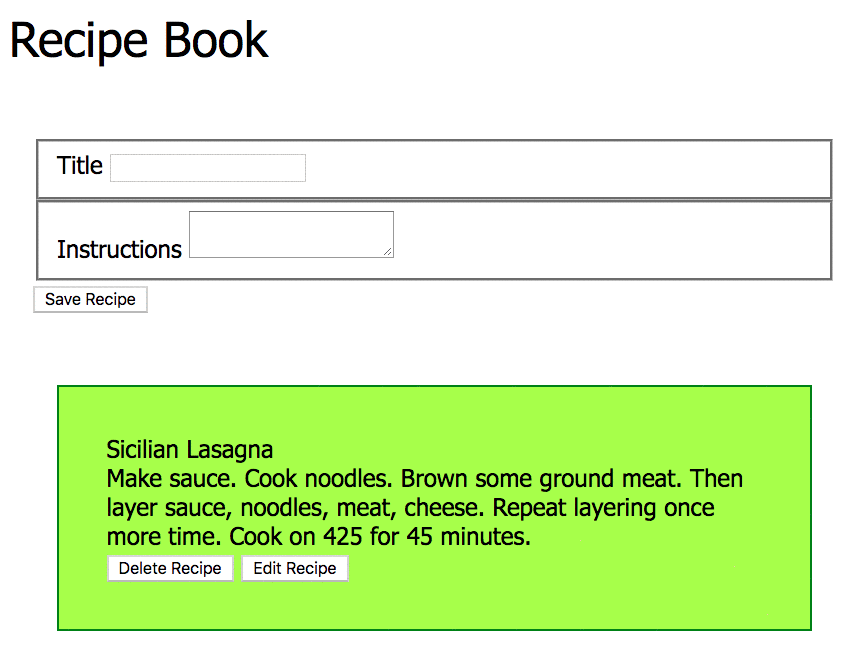 Recipe Book
Title
Instructions
Save Recipe
Sicilian Lasagna
Make sauce. Cook noodles. Brown some ground meat. Then
layer sauce, noodles, meat, cheese. Repeat layering once
more time. Cook on 425 for 45 minutes.
Delete Recipe Edit Recipe